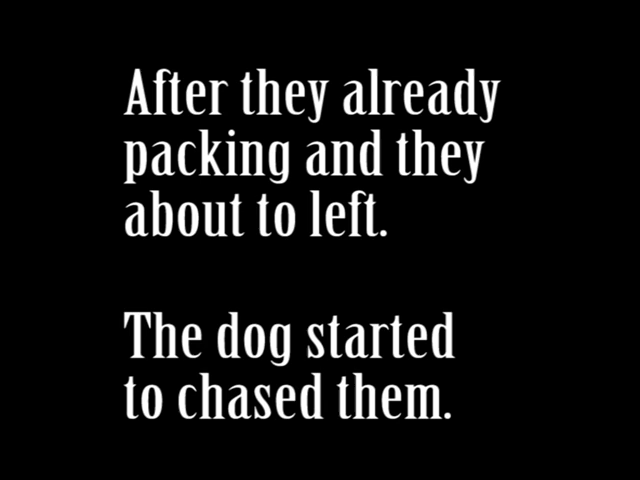 After they already
packing and they
about to left.
The dog started
to chased them.